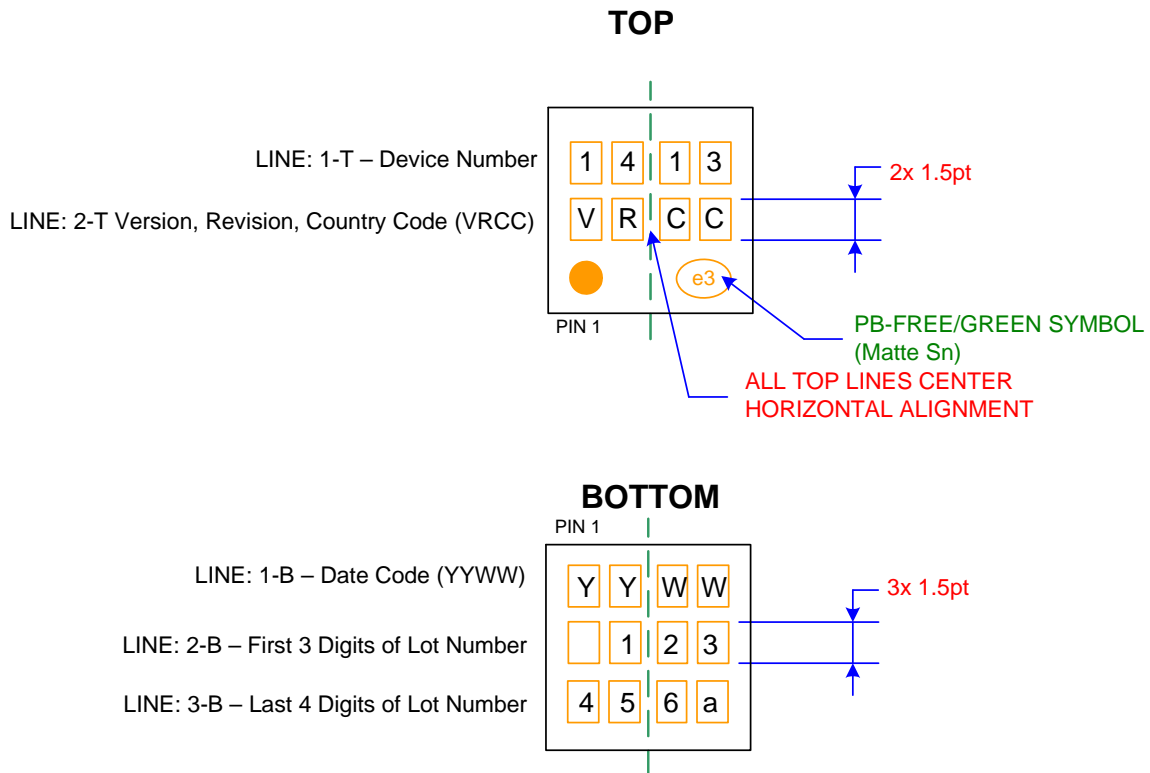 TOP
LINE: 1-T – Device Number
1 4 1 3
2x 1.5pt
LINE: 2-T Version, Revision, Country Code (VRCC)
V R C C
e3
PIN 1
PB-FREE/GREEN SYMBOL
(Matte Sn)
ALL TOP LINES CENTER
HORIZONTAL ALIGNMENT
BOTTOM
PIN 1
LINE: 1-B – Date Code (YYWW)
Y Y W W
3x 1.5pt
LINE: 2-B – First 3 Digits of Lot Number
1 2 3
LINE: 3-B – Last 4 Digits of Lot Number
4 5 6 a